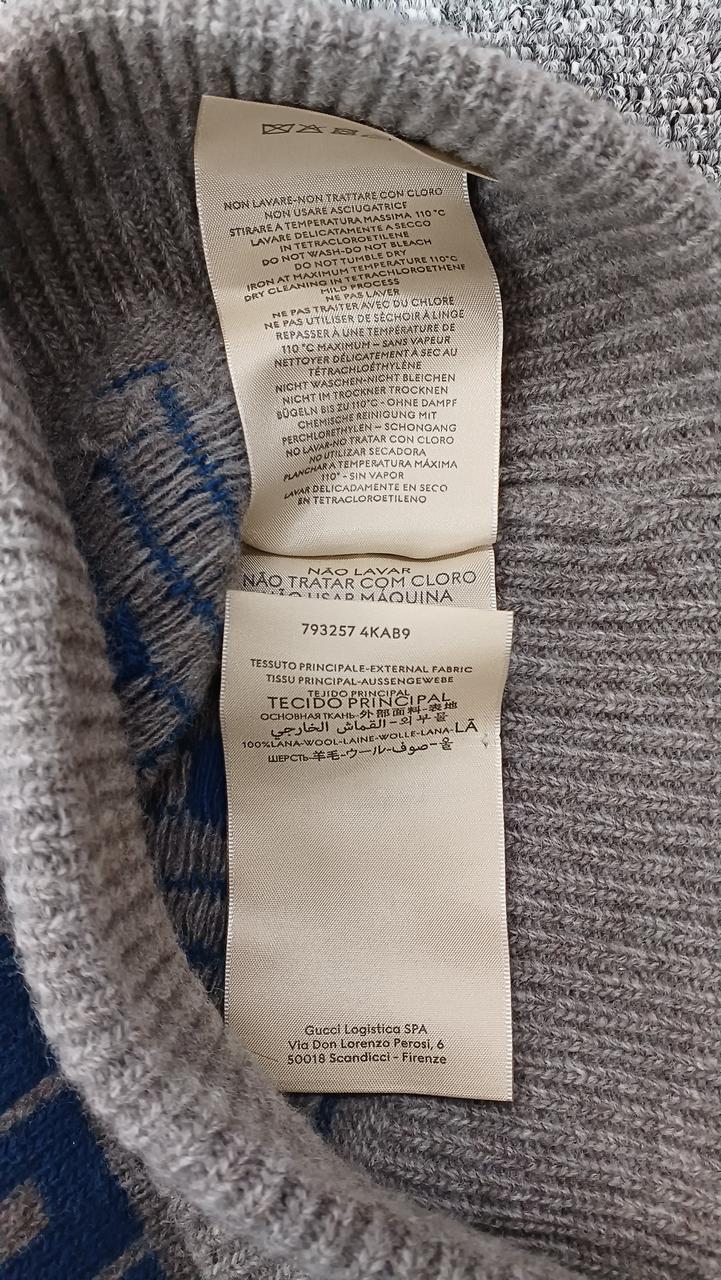 NON LAVARE-NON TRATTARE CON CLORO
NON USARE ASCIUGATRICE
STIRARE A TEMPERATURA MASSIMA 110 °C
LAVARE DELICATAMENTE A SECCO
IN TETRACLOROETILENE
DO NOT WASH-DO NOT BLEACH
DO NOT TUMBLE DRY
IRON AT MAXIMUM TEMPERATURE 110°C
DRY CLEANING IN TETRACHLOROETHENE
MILD PROCESS
NE PAS LAVER
NE PAS TRAITER AVEC DU CHLORE
NE PAS UTILISER DE SÈCHOIR À LINGE
REPASSER À UNE TEMPÉRATURE DE
110 °C MAXIMUM – SANS VAPEUR
NETTOYER DÉLICATEMENT À SEC AU
TÉTRACHLOÉTHYLÈNE
NICHT WASCHEN-NICHT BLEICHEN
NICHT IM TROCKNER TROCKNEN
BÜGELN BIS ZU 110°C - OHNE DAMPF
CHEMISCHE REINIGUNG MIT
PERCHLORETHYLEN – SCHONGANG
NO LAVAR-NO TRATAR CON CLORO
NO UTILIZAR SECADORA
PLANCHAR A TEMPERATURA MÁXIMA
110° - SIN VAPOR
LAVAR DELICADAMENTE EN SECO
EN TETRACLOROETILENO
NÃO LAVAR
NÃO TRATAR COM CLORO
NÃO USAR MÁQUINA
793257 4KAB9
TESSUTO PRINCIPALE-EXTERNAL FABRIC
TISSU PRINCIPAL-AUSSENGEWEBE
TEJIDO PRINCIPAL
TECIDO PRINCIPAL
ОСНОВНАЯ ТКАНЬ-外部面料-表地
القماش الخارجي-외부올
100%LANA-WOOL-LAINE-WOLLE-LANA-LÃ
ШЕРСТЬ-羊毛-ウール-صوف-울
Gucci Logistica SPA
Via Don Lorenzo Perosi, 6
50018 Scandicci - Firenze